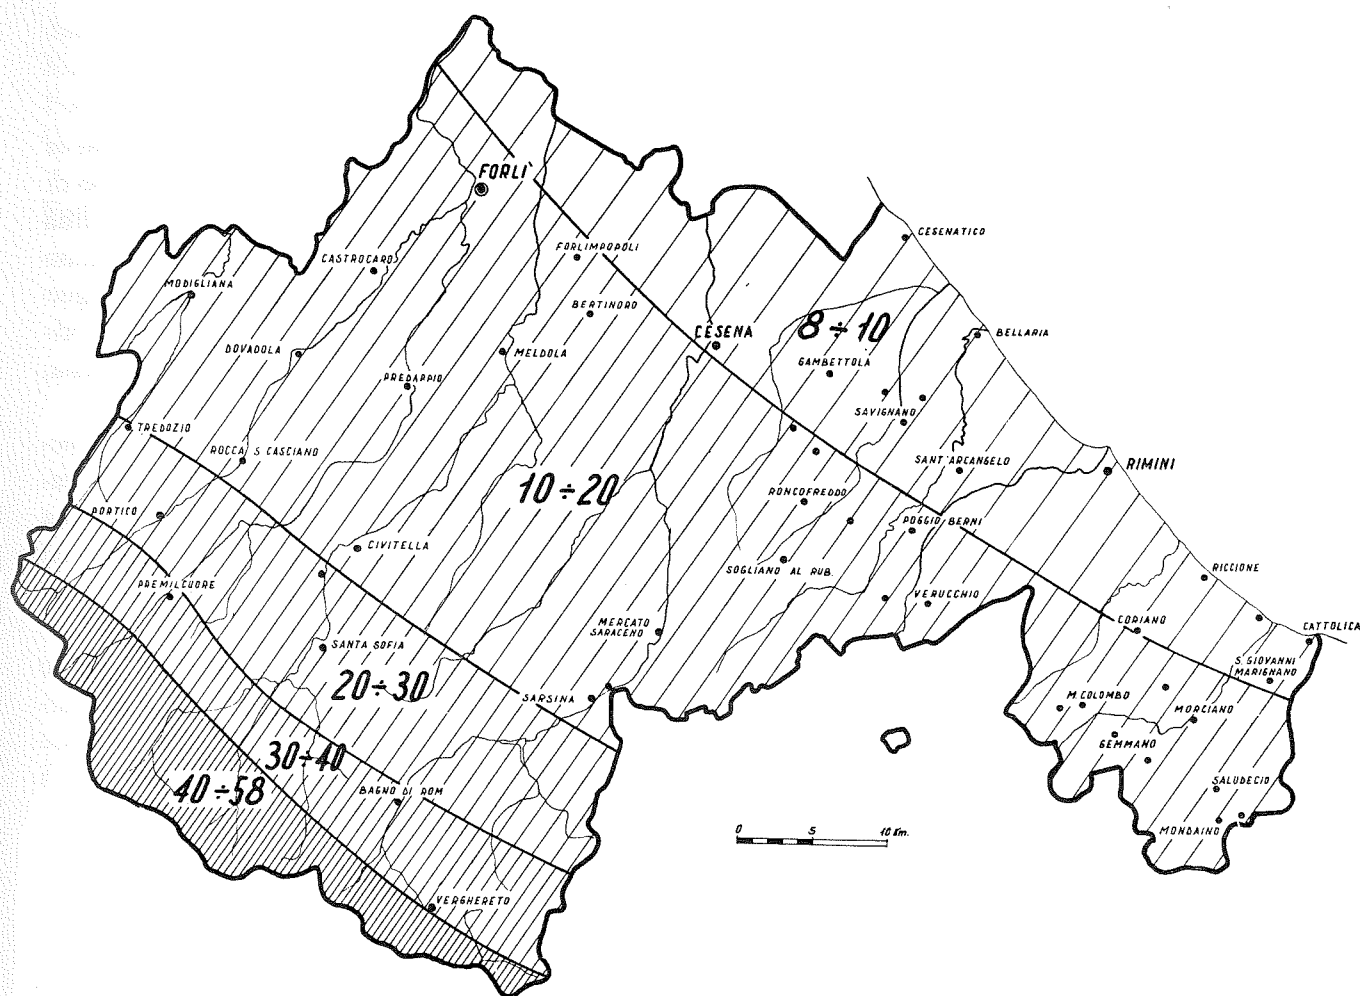 FORLÌ
CESENATICO
FORLIMPOPOLI
CASTROCARO
MODIGLIANA
BERTINORO
CESENA
8÷10
BELLARIA
DOVADOLA
MELDOLA
GAMBETTOLA
PREDAPPIO
SAVIGNANO
TREDOZIO
ROCCA S CASCIANO
SANT'ARCANGELO
RIMINI
10÷20
RONCOFREDDO
PORTICO
POGGIO BERNI
CIVITELLA
SOGLIANO AL RUB.
RICCIONE
PREMILCUORE
VERUCCHIO
MERCATO
SARACENO
CORIANO
CATTOLICA
SANTA SOFIA
S. GIOVANNI
MARIGNANO
20÷30
SARSINA
M. COLOMBO
MORCIANO
GEMMANO
30÷40
40÷58
BAGNO DI ROM
SALUDECIO
MONDAINO
0 5 10 Km.
VERGHERETO